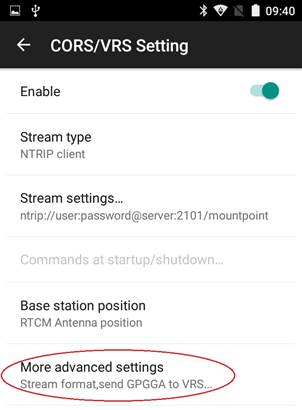 09:40
CORS/VRS Setting
Enable
Stream type
NTRIP client
Stream settings...
ntrip://user:password@server:2101/mountpoint
Commands at startup/shutdown...
Base station position
RTCM Antenna position
More advanced settings
Stream format,send GPGGA to VRS...